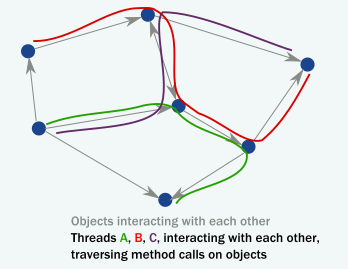 Objects interacting with each other
Threads A, B, C, interacting with each other,
traversing method calls on objects